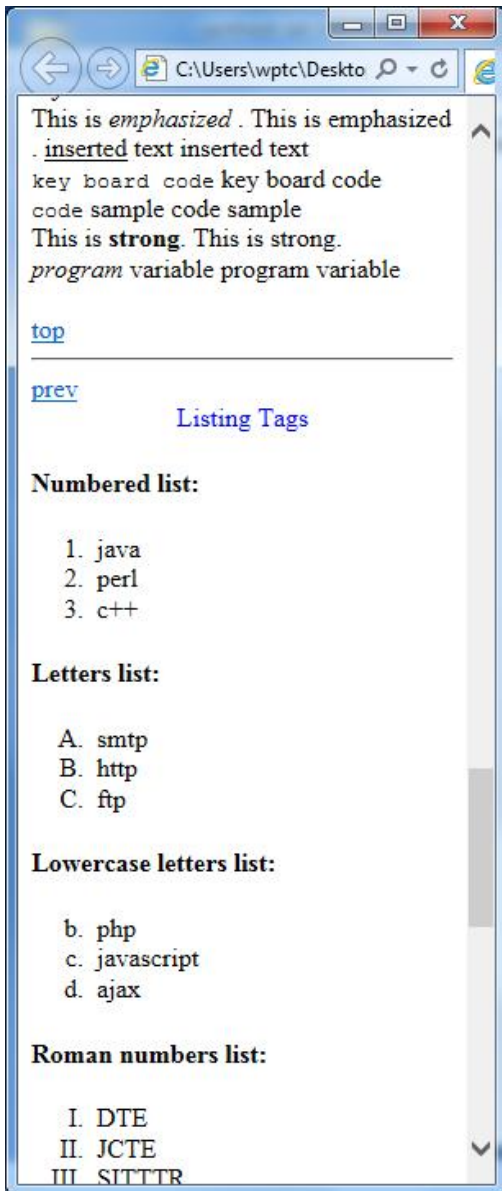 C:\Users\wptc\Deskto
This is emphasized . This is emphasized
. inserted text inserted text
key board code key board code
code sample code sample
This is strong. This is strong.
program variable program variable
top
prev
Listing Tags
Numbered list:
1. java
2. perl
3. c++
Letters list:
A. smtp
B. http
C. ftp
Lowercase letters list:
b. php
c. javascript
d. ajax
Roman numbers list:
I. DTE
II. JCTE
III. SITTTR